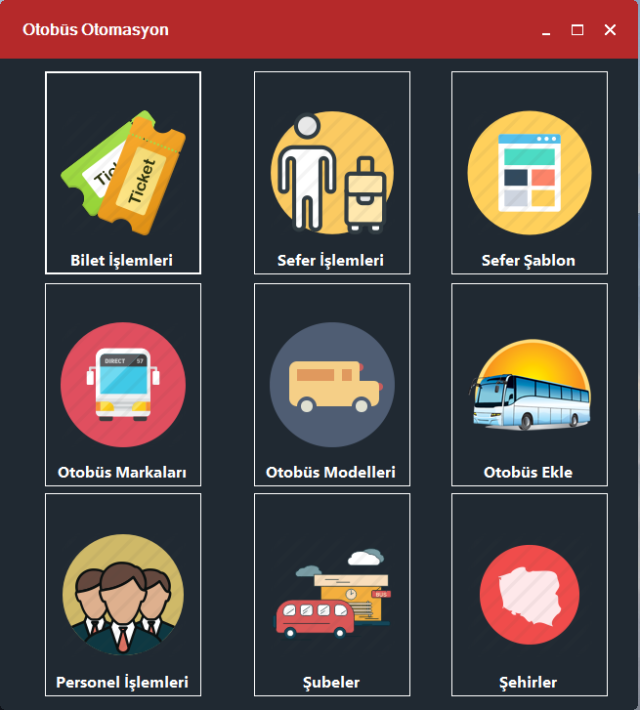 Otobüs Otomasyon
Ticket
Bilet İşlemleri
Sefer İşlemleri
Sefer Şablon
DIRECT 57
Otobüs Markaları
Otobüs Modelleri
Otobüs Ekle
Personel İşlemleri
BUS
Şubeler
Şehirler